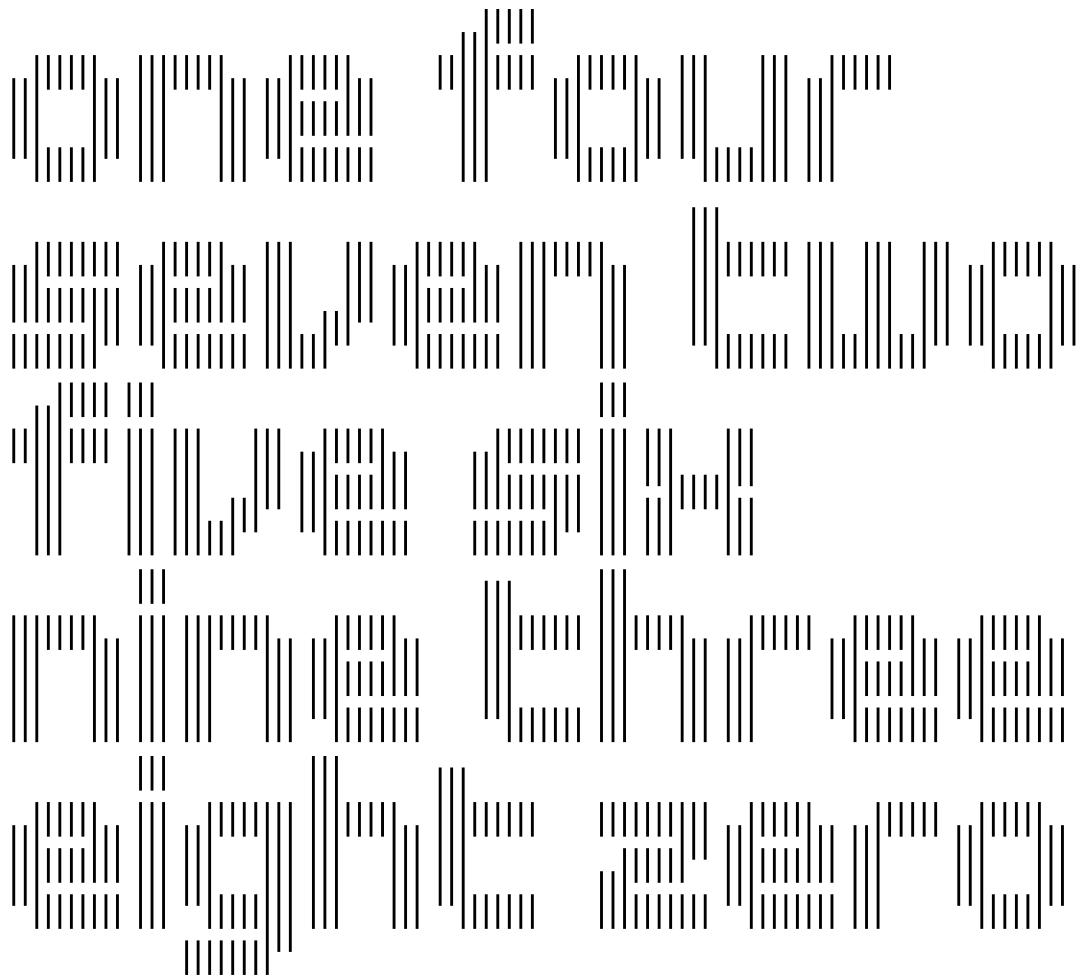 one four
seven two
five six
nine three
eight zero